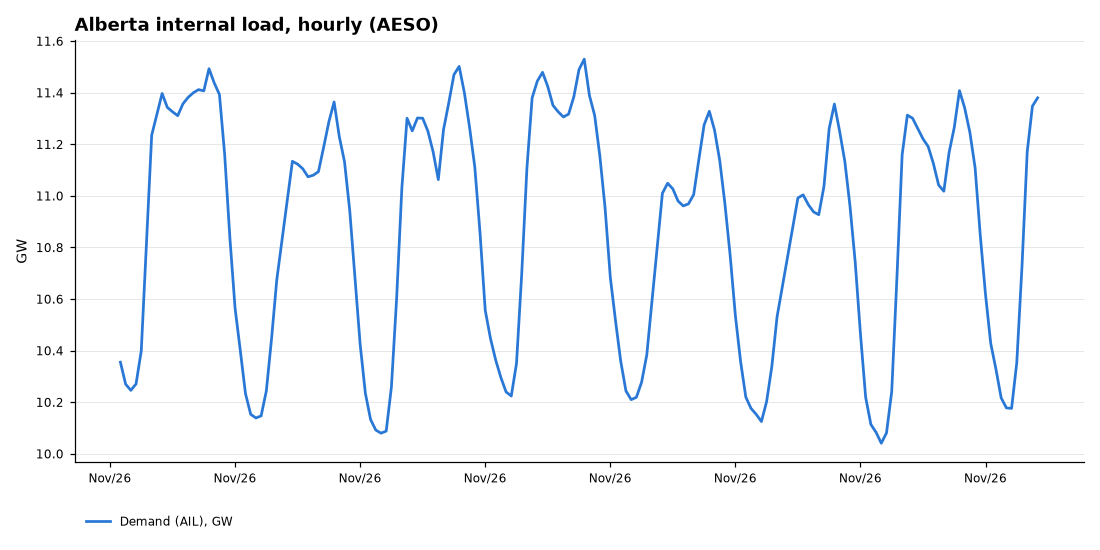 Alberta internal load, hourly (AESO)
11.6
11.4
11.2
11.0
10.8
10.6
10.4
10.2
10.0
GW
Nov/26 Nov/26 Nov/26 Nov/26 Nov/26 Nov/26 Nov/26 Nov/26
Demand (AIL), GW